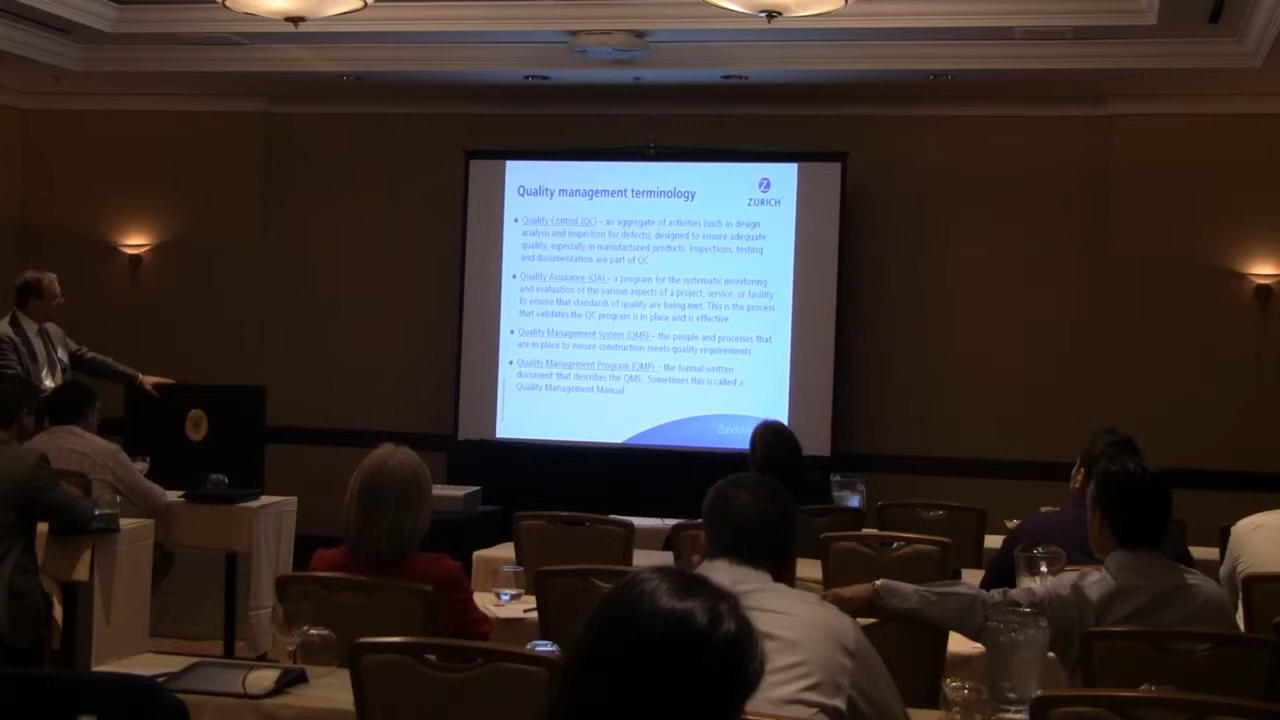 Quality management terminology
ZURICH
Quality Control (QC) – an aggregate of activities (such as design
analysis and inspection for defects), designed to ensure adequate
quality, especially in manufactured products. Inspections, testing
and documentation are part of QC
Quality Assurance (QA) – a program for the systematic monitoring
and evaluation of the various aspects of a project, service, or facility
to ensure that standards of quality are being met. This is the process
that validates the QC program is in place and is effective
Quality Management System (QMS) – the people and processes that
are in place to ensure construction meets quality requirements
Quality Management Program (QMP) – the formal written
document that describes the QMS. Sometimes this is called a
Quality Management Manual